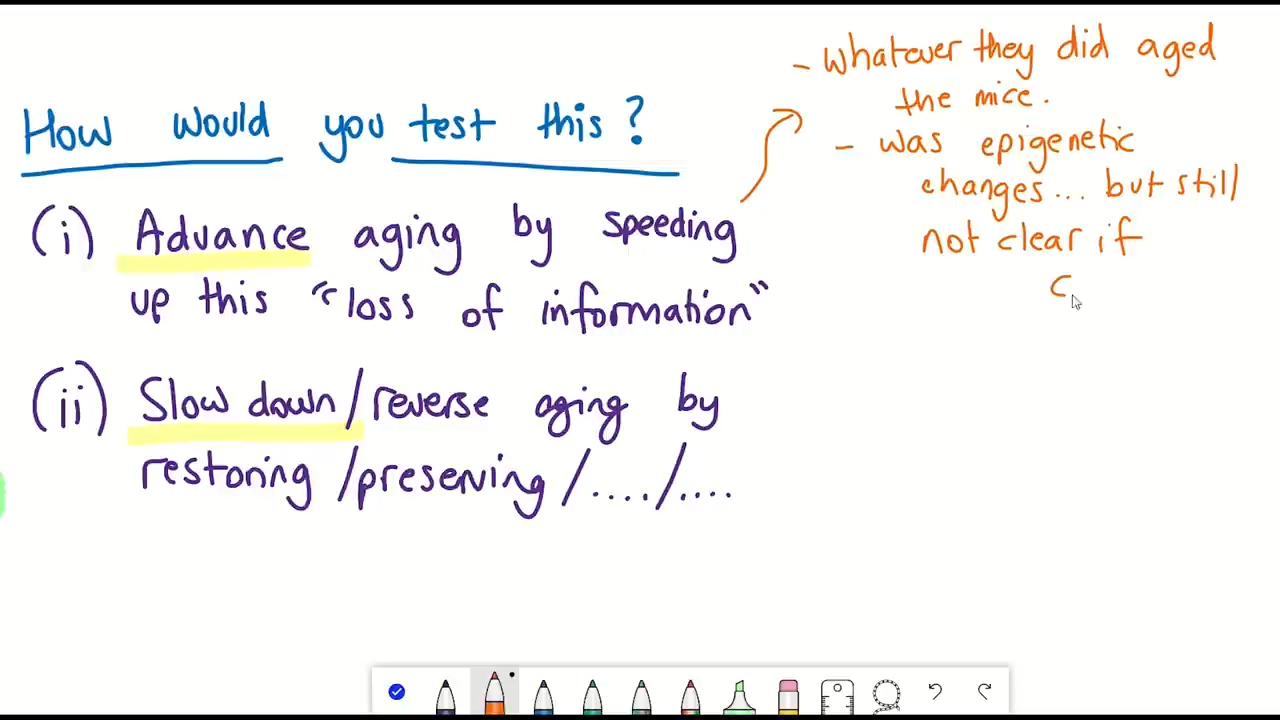 How would you test this?
(i) Advance aging by speeding
up this "loss of information"
(ii) Slow down/reverse aging by
restoring/preserving/..../....
- whatever they did aged
the mice.
- was epigenetic
changes... but still
not clear if
c